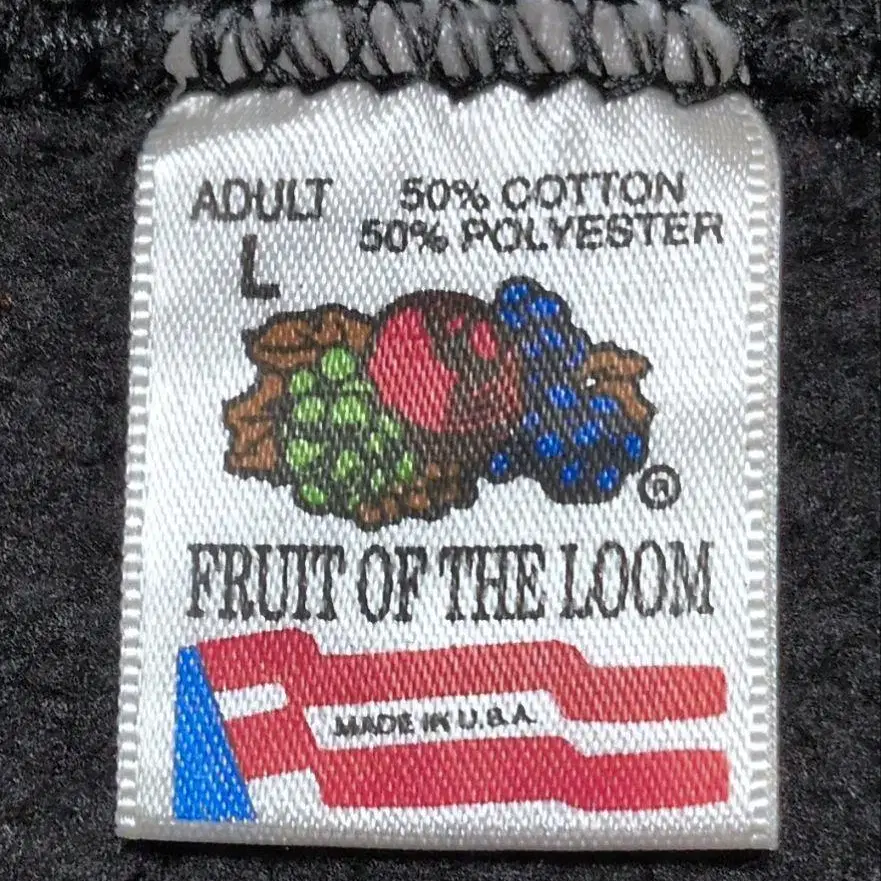 ADULT
L
50% COTTON
50% POLYESTER
®
FRUIT OF THE LOOM
MADE IN U.S.A.